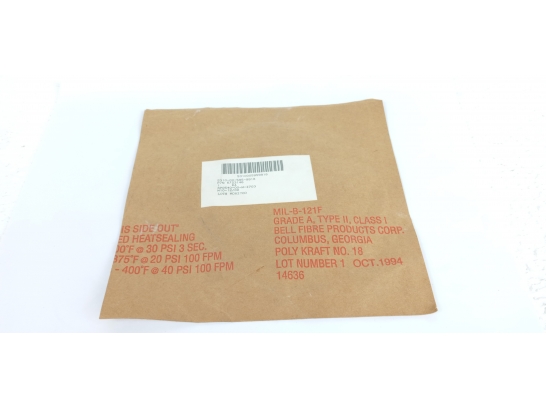 'HIS SIDE OUT'
ED HEATSEALING
00°F @ 30 PSI 3 SEC.
375°F @ 20 PSI 100 FPM
- 400°F @ 40 PSI 100 FPM
MIL-B-121F
GRADE A, TYPE II, CLASS I
BELL FIBRE PRODUCTS CORP.
COLUMBUS, GEORGIA
POLY KRAFT NO. 18
LOT NUMBER 1 OCT.1994
14838